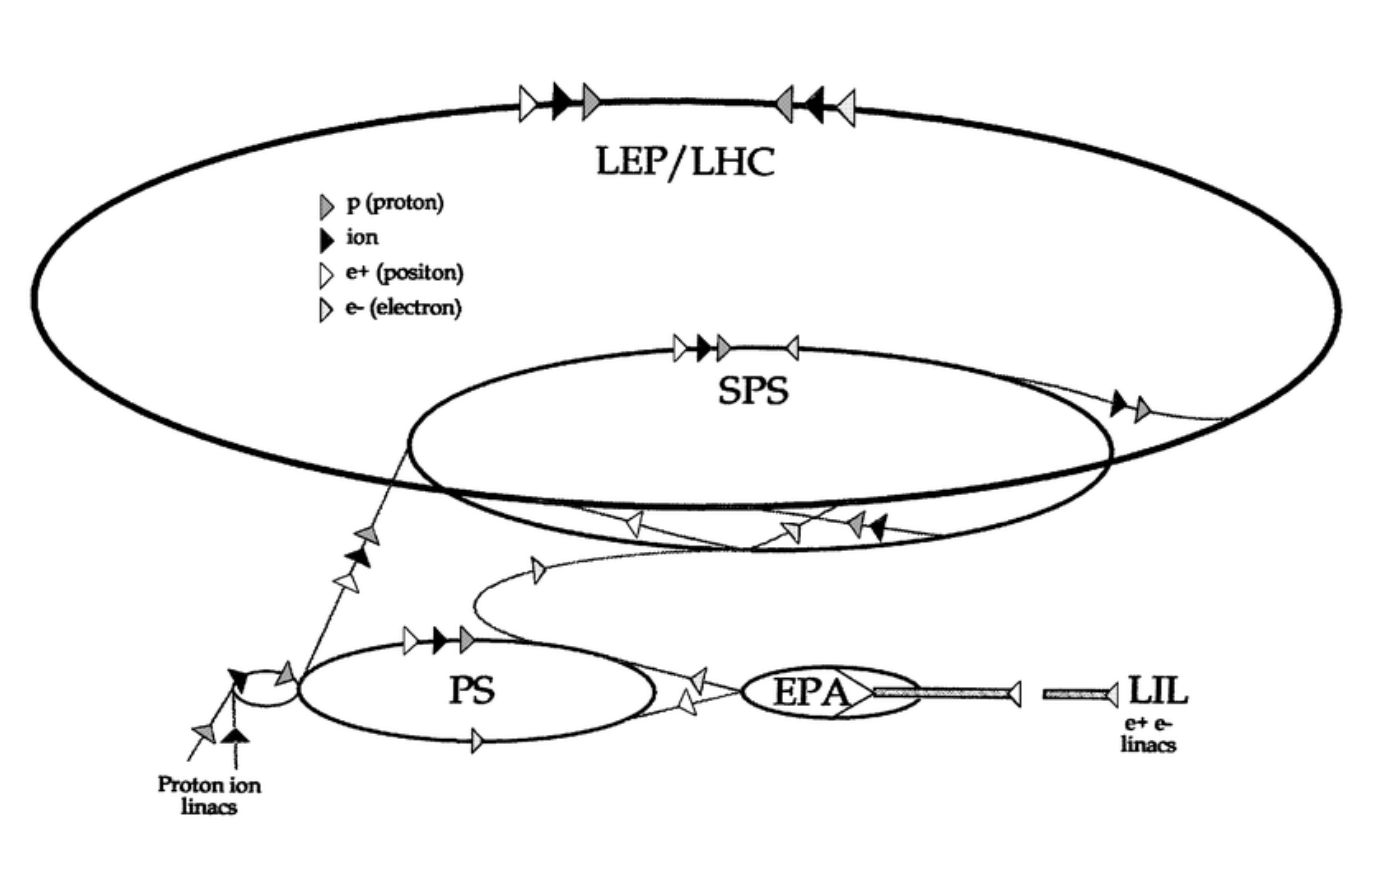 LEP/LHC
p (proton)
ion
e+ (positon)
e- (electron)
SPS
PS
EPA
LIL
e+ e-
linacs
Proton ion
linacs